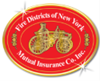 Fire Districts of New York
Mutual Insurance Co., Inc.